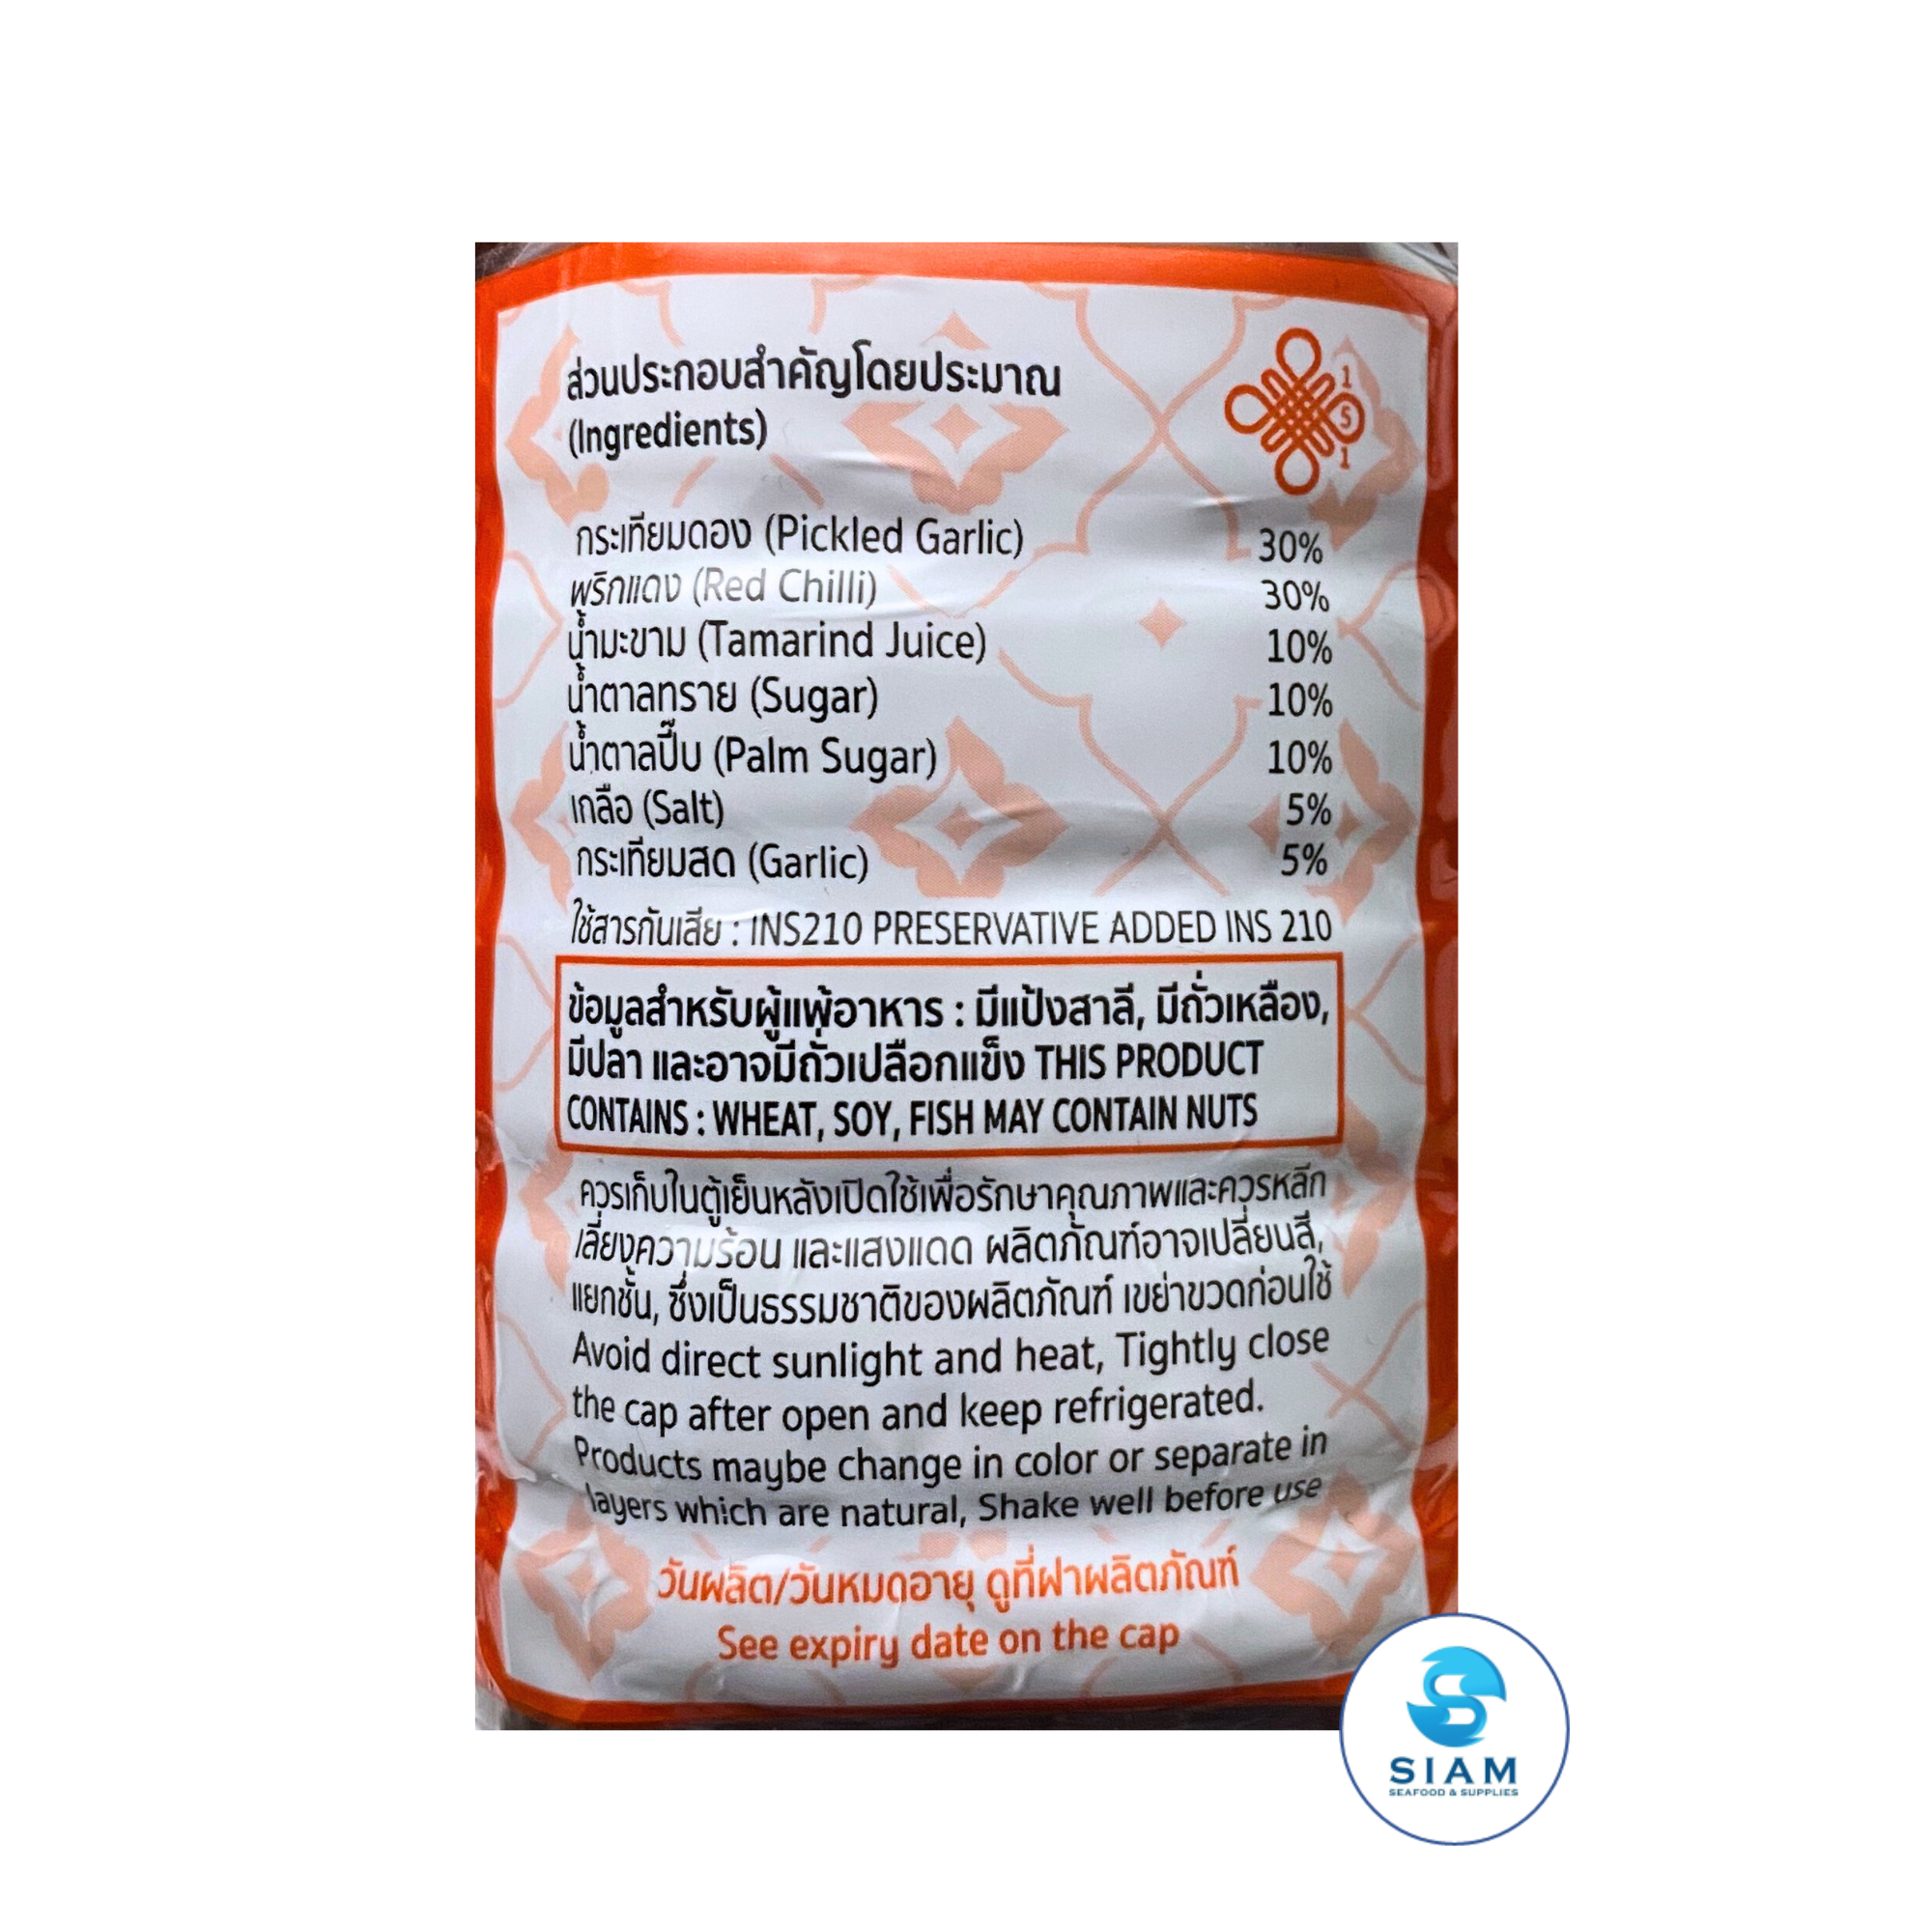 ส่วนประกอบสำคัญโดยประมาณ
(Ingredients)
1
5
1
กระเทียมดอง (Pickled Garlic) 30%
พริกแดง (Red Chilli) 30%
น้ำมะขาม (Tamarind Juice) 10%
น้ำตาลทราย (Sugar) 10%
น้ำตาลปี๊บ (Palm Sugar) 10%
เกลือ (Salt) 5%
กระเทียมสด (Garlic) 5%
ใช้สารกันเสีย : INS210 PRESERVATIVE ADDED INS 210
ข้อมูลสำหรับผู้แพ้อาหาร : มีแป้งสาลี, มีถั่วเหลือง,
มีปลา และอาจมีถั่วเปลือกแข็ง THIS PRODUCT
CONTAINS : WHEAT, SOY, FISH MAY CONTAIN NUTS
ควรเก็บในตู้เย็นหลังเปิดใช้เพื่อรักษาคุณภาพและควรหลีก
เลี่ยงความร้อน และแสงแดด ผลิตภัณฑ์อาจเปลี่ยนสี,
แยกชั้น, ซึ่งเป็นธรรมชาติของผลิตภัณฑ์ เขย่าขวดก่อนใช้
Avoid direct sunlight and heat, Tightly close
the cap after open and keep refrigerated.
Products maybe change in color or separate in
layers which are natural, Shake well before use
วันผลิต/วันหมดอายุ ดูที่ฝาผลิตภัณฑ์
See expiry date on the cap
SIAM
SEAFOOD & SUPPLIES